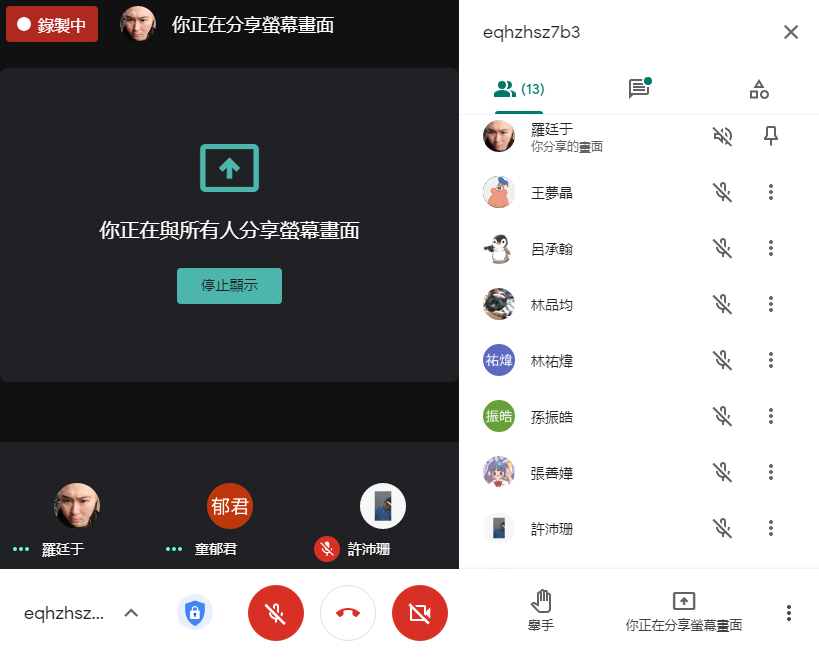 錄製中
你正在分享螢幕畫面
你正在與所有人分享螢幕畫面
停止顯示
郁君
羅廷于
童郁君
許沛珊
eqhzhsz...
eqhzhsz7b3
(13)
羅廷于
你分享的畫面
王夢晶
呂承翰
林品均
祐煒
林祐煒
振皓
孫振皓
張善嬅
許沛珊
舉手
你正在分享螢幕畫面